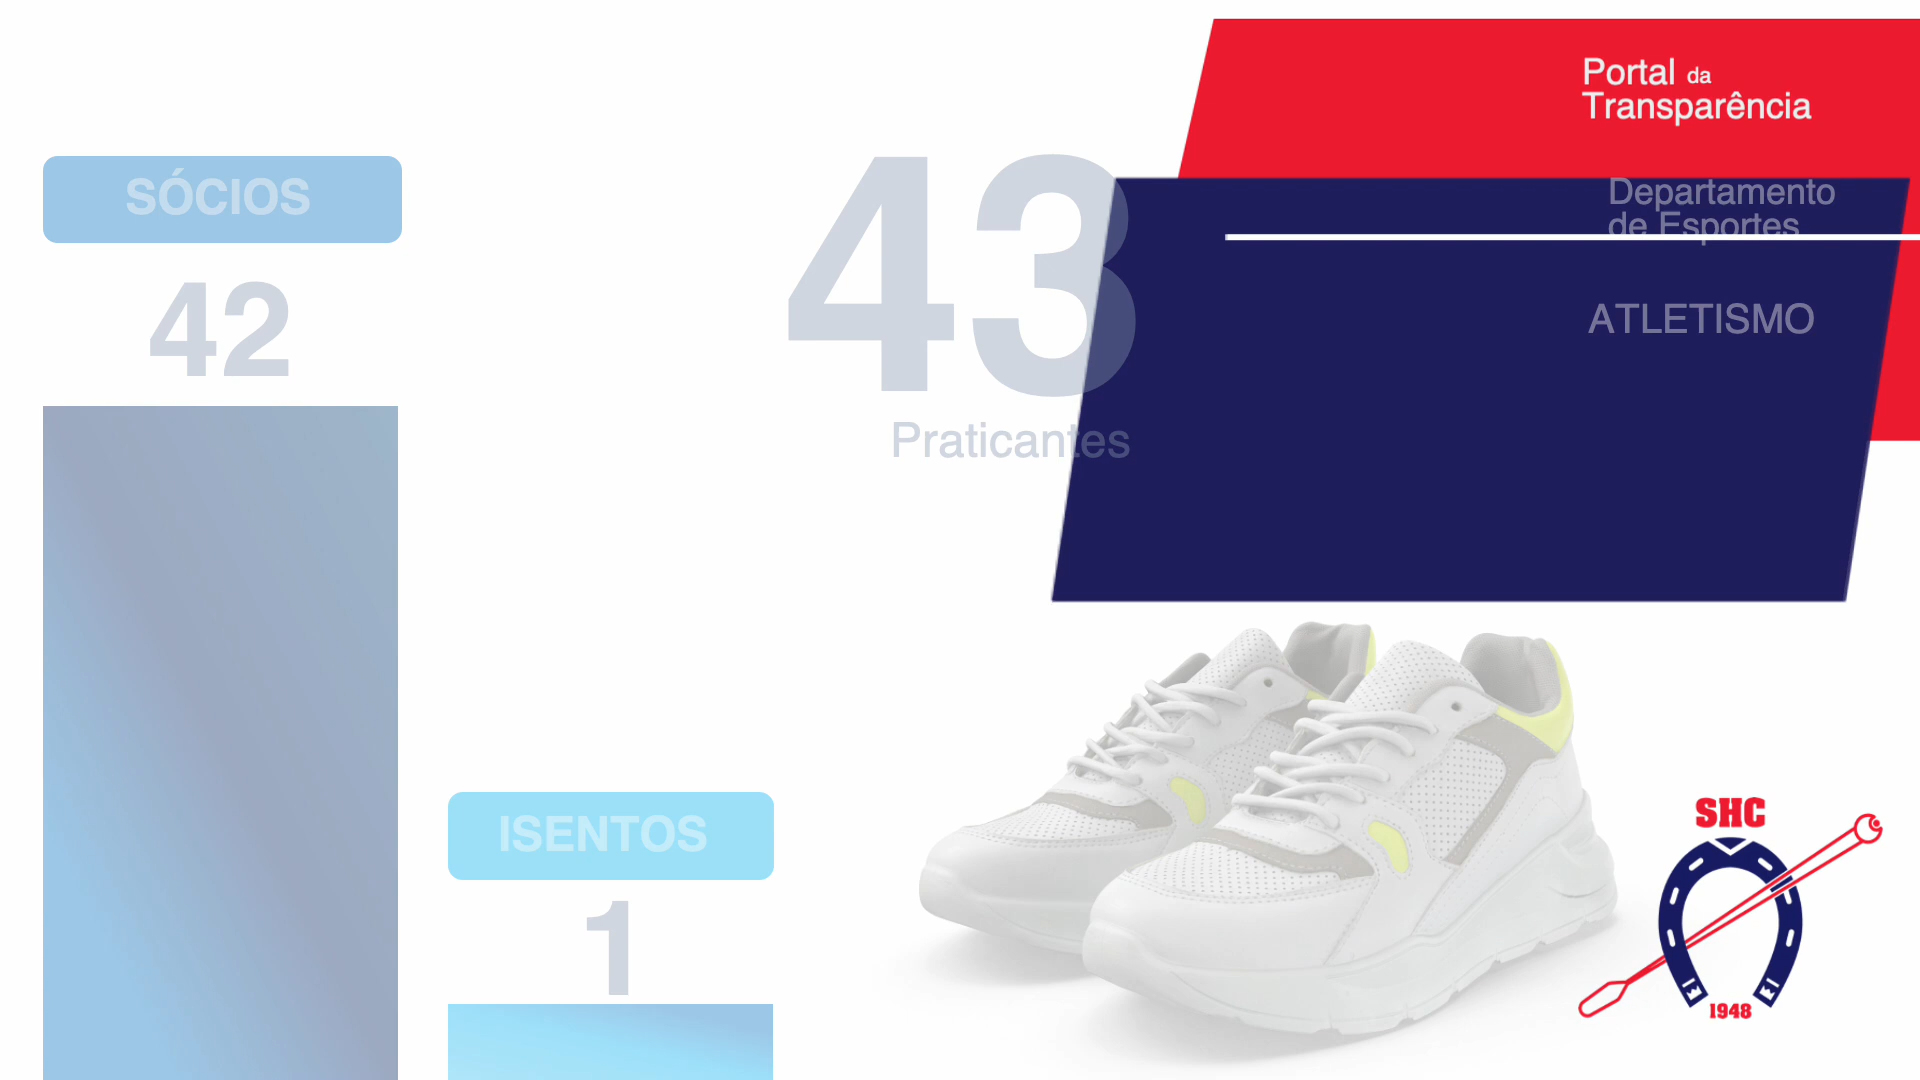 Portal da
Transparência
Departamento
de Esportes
ATLETISMO
43
Praticantes
SÓCIOS
42
ISENTOS
1
SHC
1948